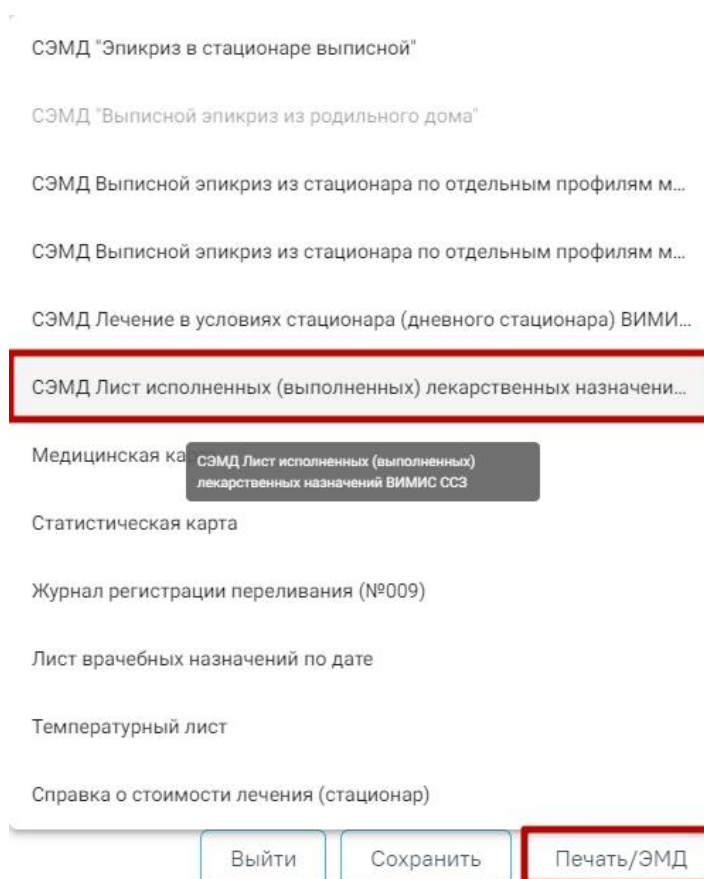 СЭМД "Эпикриз в стационаре выписной"
СЭМД "Выписной эпикриз из родильного дома"
СЭМД Выписной эпикриз из стационара по отдельным профилям м...
СЭМД Выписной эпикриз из стационара по отдельным профилям м...
СЭМД Лечение в условиях стационара (дневного стационара) ВИМИ...
СЭМД Лист исполненных (выполненных) лекарственных назначени...
Медицинская
СЭМД Лист исполненных (выполненных)
лекарственных назначений ВИМИС ССЗ
Статистическая карта
Журнал регистрации переливания (№009)
Лист врачебных назначений по дате
Температурный лист
Справка о стоимости лечения (стационар)
Выйти Сохранить Печать/ЭМД